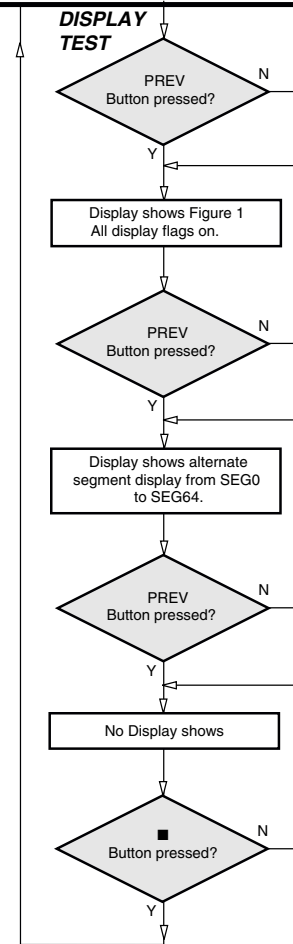 DISPLAY
TEST
PREV
Button pressed?
N
Y
Display shows Figure 1
All display flags on.
PREV
Button pressed?
N
Y
Display shows alternate
segment display from SEG0
to SEG64.
PREV
Button pressed?
N
Y
No Display shows
■
Button pressed?
N
Y